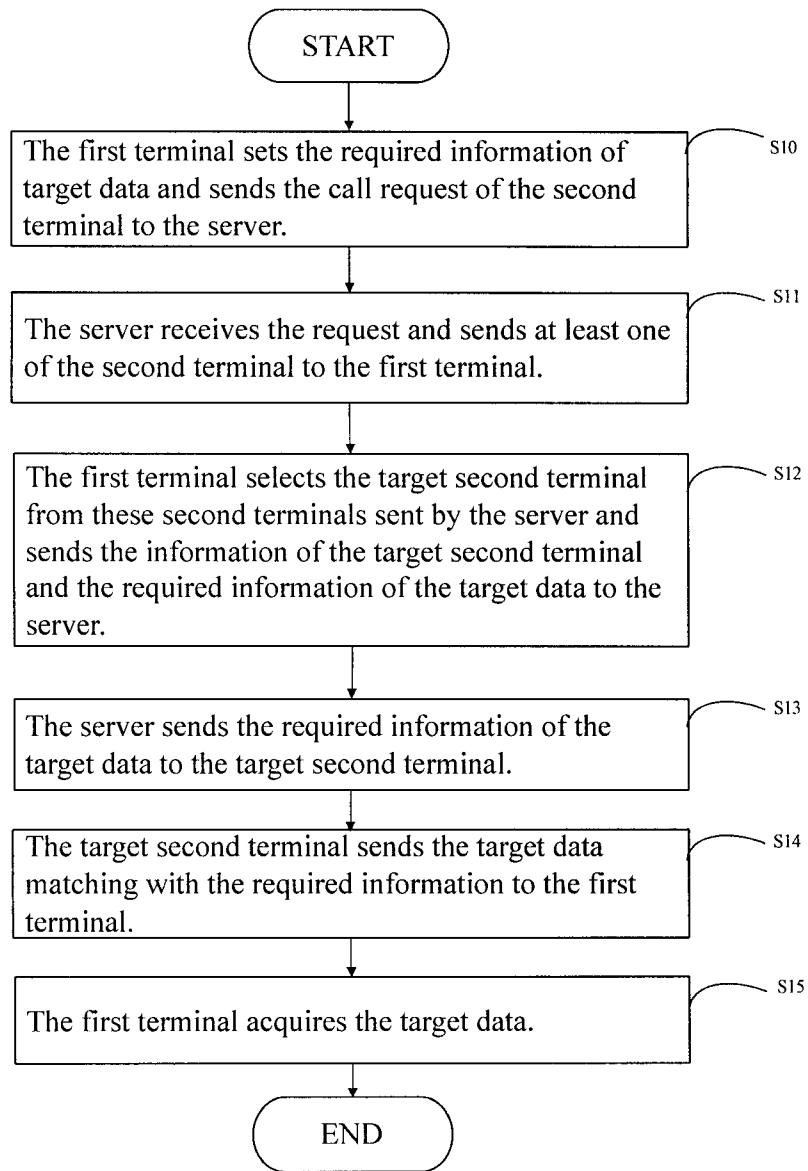 START
The first terminal sets the required information of
target data and sends the call request of the second
terminal to the server.
S10
The server receives the request and sends at least one
of the second terminal to the first terminal.
S11
The first terminal selects the target second terminal
from these second terminals sent by the server and
sends the information of the target second terminal
and the required information of the target data to the
server.
S12
The server sends the required information of the
target data to the target second terminal.
S13
The target second terminal sends the target data
matching with the required information to the first
terminal.
S14
The first terminal acquires the target data.
S15
END